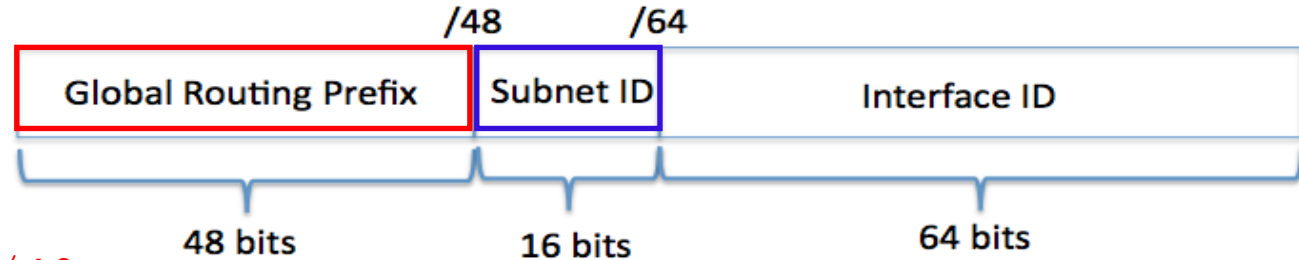 /48 /64
Global Routing Prefix Subnet ID Interface ID
48 bits 16 bits 64 bits